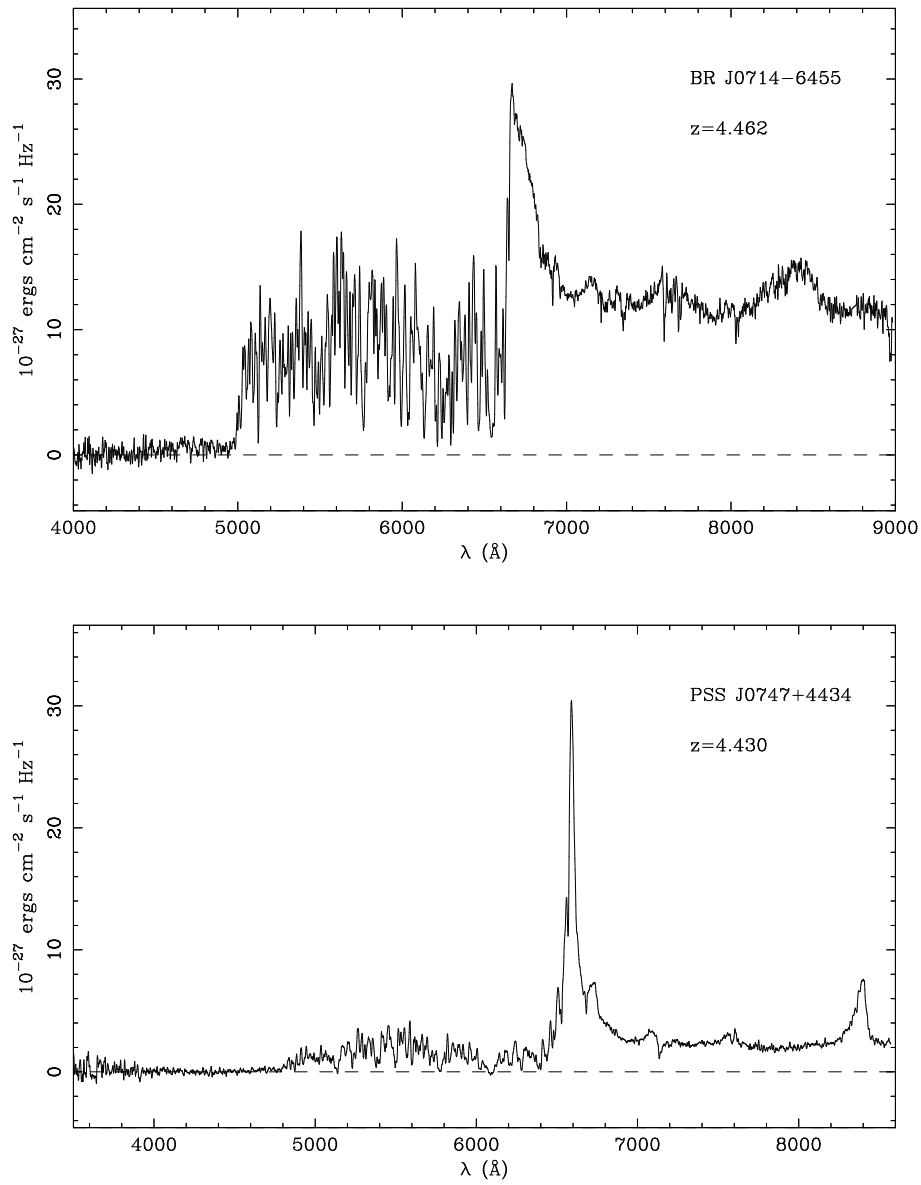 30
20
10
0
10⁻²⁷ ergs cm⁻² s⁻¹ Hz⁻¹
BR J0714−6455
z=4.462
4000 5000 6000 7000 8000 9000
λ (Å)
30
20
10
0
10⁻²⁷ ergs cm⁻² s⁻¹ Hz⁻¹
PSS J0747+4434
z=4.430
4000 5000 6000 7000 8000
λ (Å)